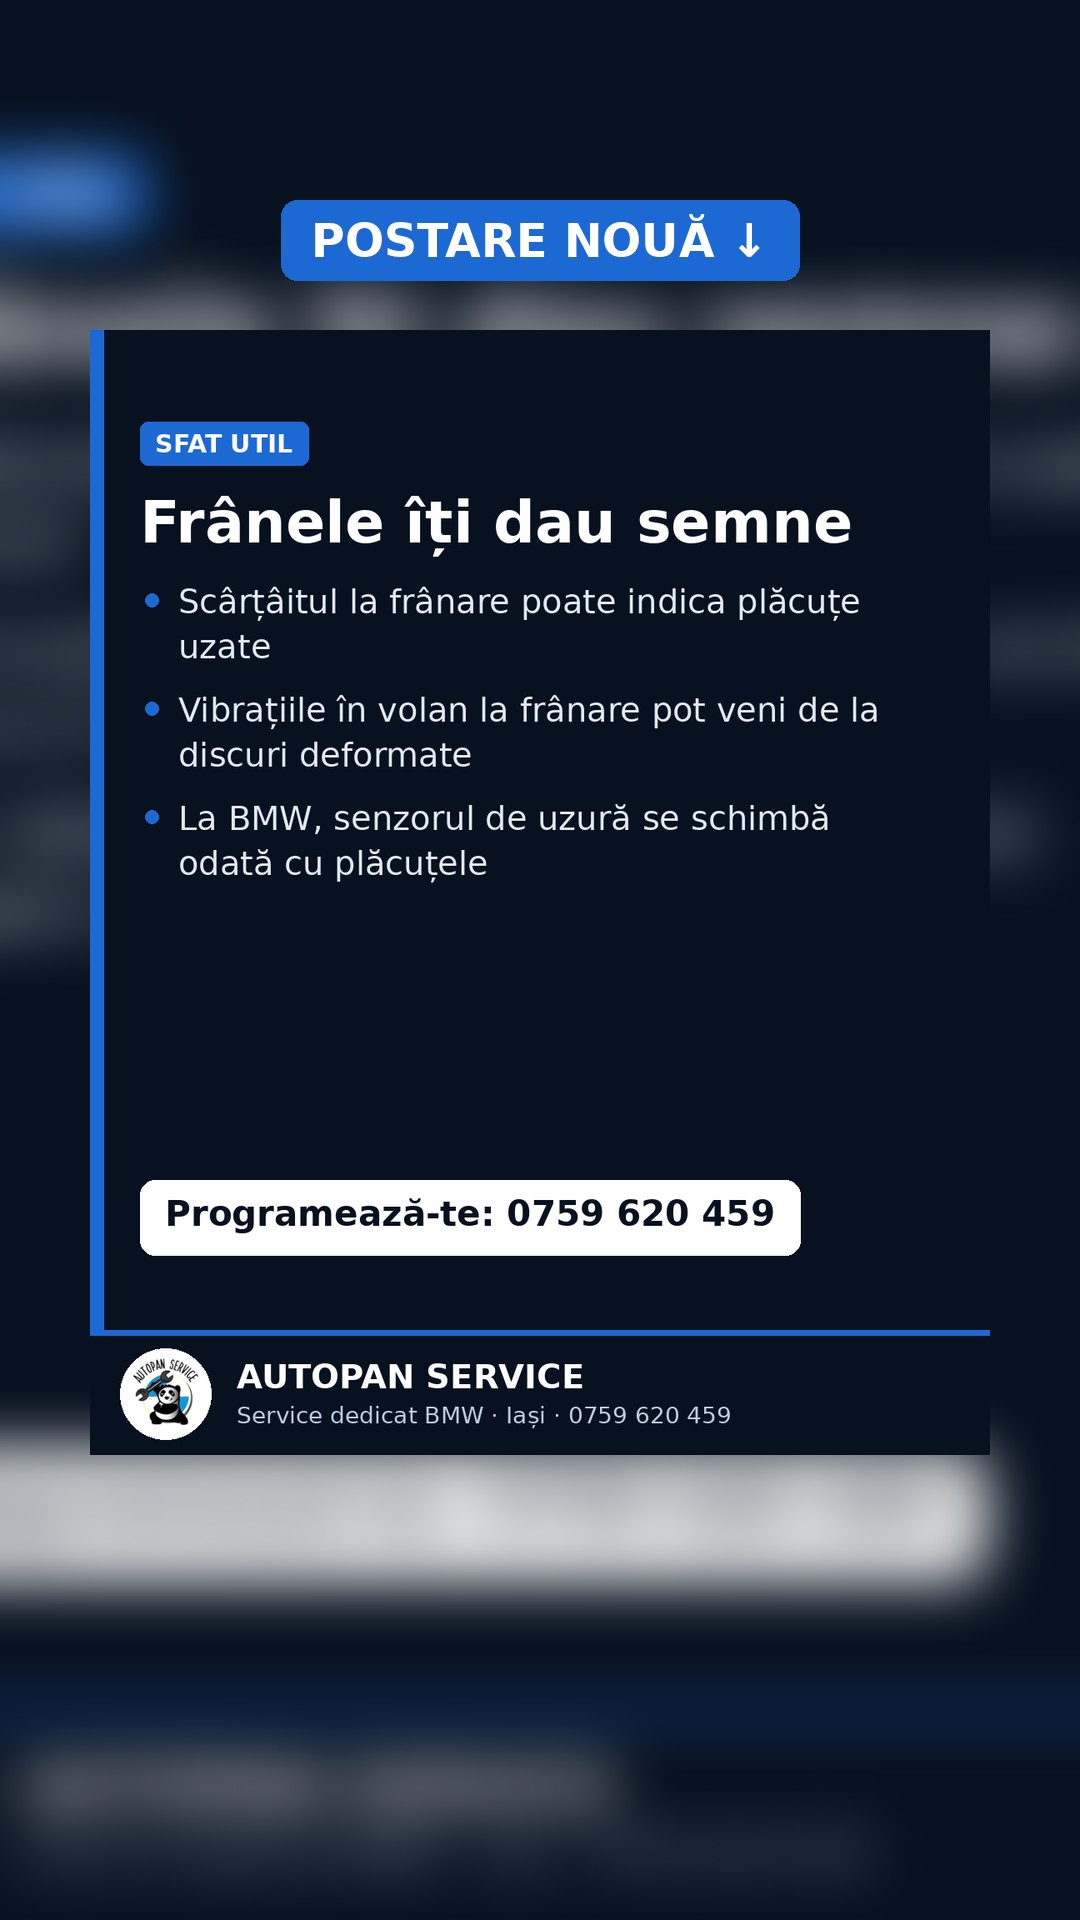 POSTARE NOUĂ ↓
SFAT UTIL
Frânele îți dau semne
• Scârțâitul la frânare poate indica plăcuțe
uzate
• Vibrațiile în volan la frânare pot veni de la
discuri deformate
• La BMW, senzorul de uzură se schimbă
odată cu plăcuțele
Programează-te: 0759 620 459
AUTOPAN SERVICE
AUTOPAN SERVICE
Service dedicat BMW · Iași · 0759 620 459